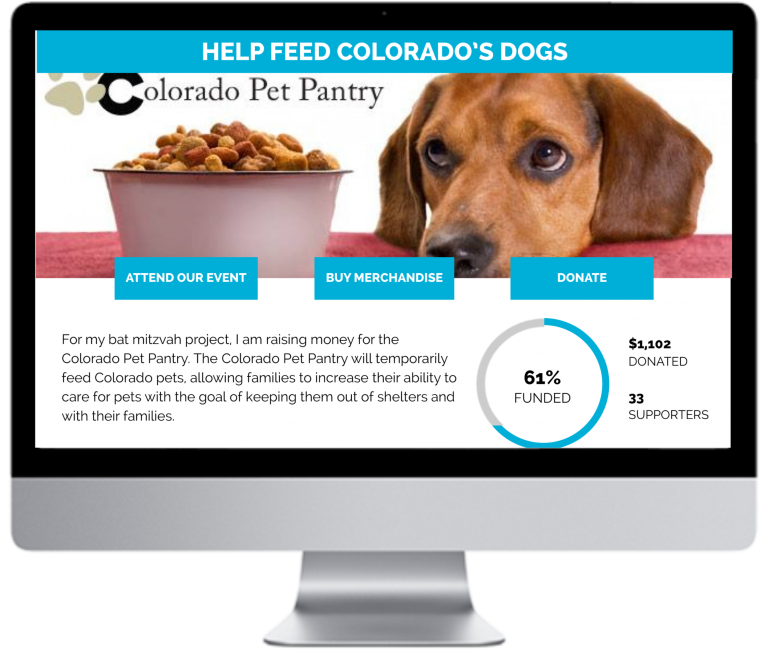 HELP FEED COLORADO'S DOGS
Colorado Pet Pantry
ATTEND OUR EVENT
BUY MERCHANDISE
DONATE
For my bat mitzvah project, I am raising money for the
Colorado Pet Pantry. The Colorado Pet Pantry will temporarily
feed Colorado pets, allowing families to increase their ability to
care for pets with the goal of keeping them out of shelters and
with their families.
61%
FUNDED
$1,102
DONATED
33
SUPPORTERS